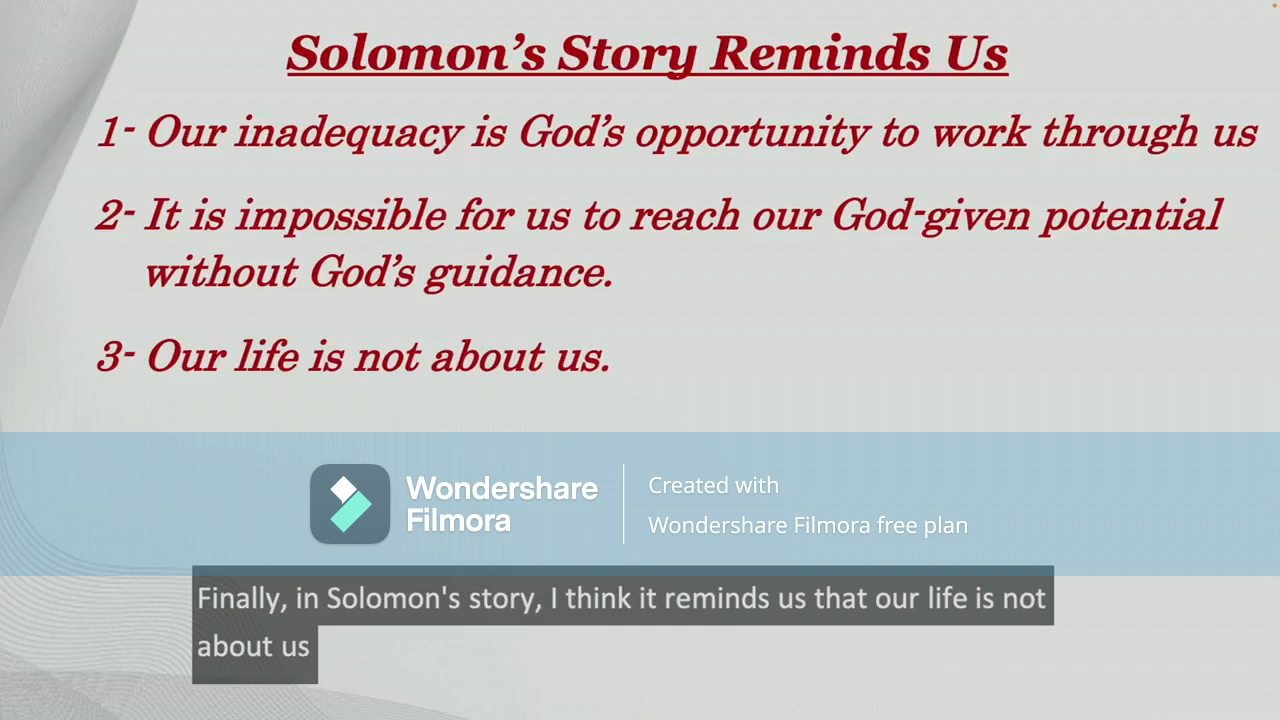 Solomon’s Story Reminds Us
1- Our inadequacy is God’s opportunity to work through us
2- It is impossible for us to reach our God-given potential
without God’s guidance.
3- Our life is not about us.
Wondershare
Filmora
Created with
Wondershare Filmora free plan
Finally, in Solomon's story, I think it reminds us that our life is not
about us